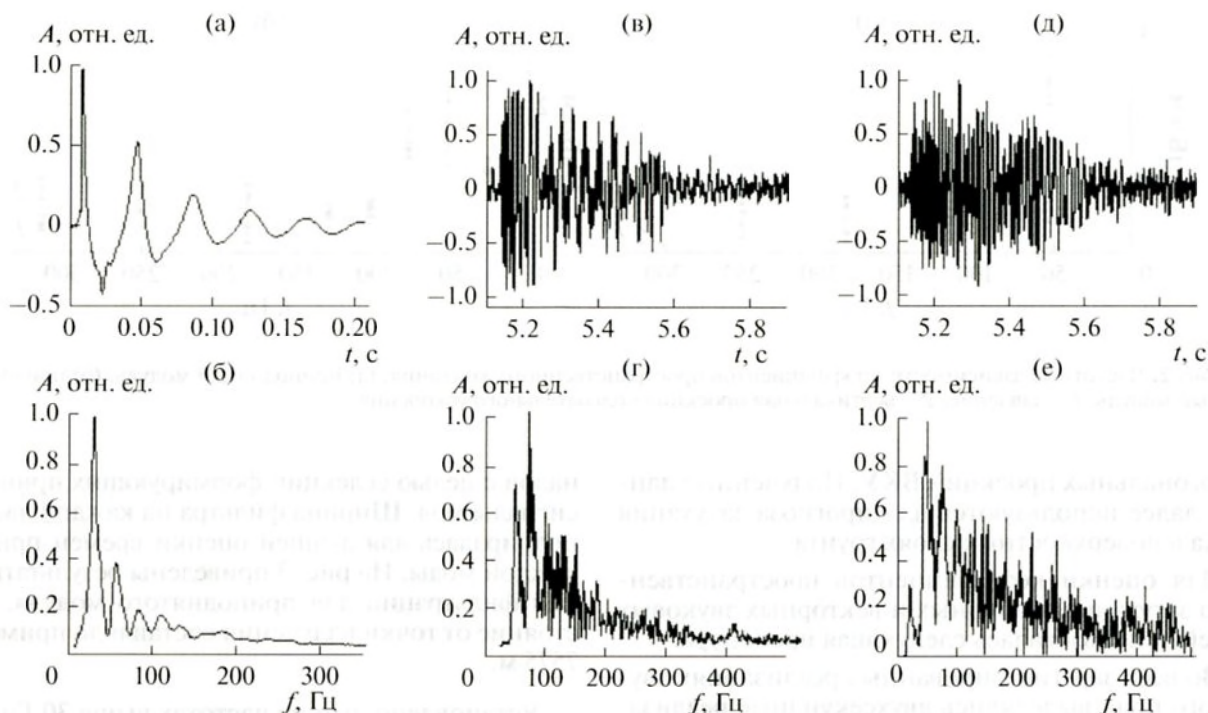 (а)
A, отн. ед.
1.0
0.5
0
−0.5
0 0.05 0.10 0.15 0.20
t, с
(в)
A, отн. ед.
1.0
0.5
0
−0.5
−1.0
5.2 5.4 5.6 5.8
t, с
(д)
A, отн. ед.
1.0
0.5
0
−0.5
−1.0
5.2 5.4 5.6 5.8
t, с
(б)
A, отн. ед.
1.0
0.8
0.6
0.4
0.2
0 100 200 300
f, Гц
(г)
A, отн. ед.
1.0
0.8
0.6
0.4
0.2
0 100 200 300 400
f, Гц
(е)
A, отн. ед.
1.0
0.8
0.6
0.4
0.2
0 100 200 300 400
f, Гц